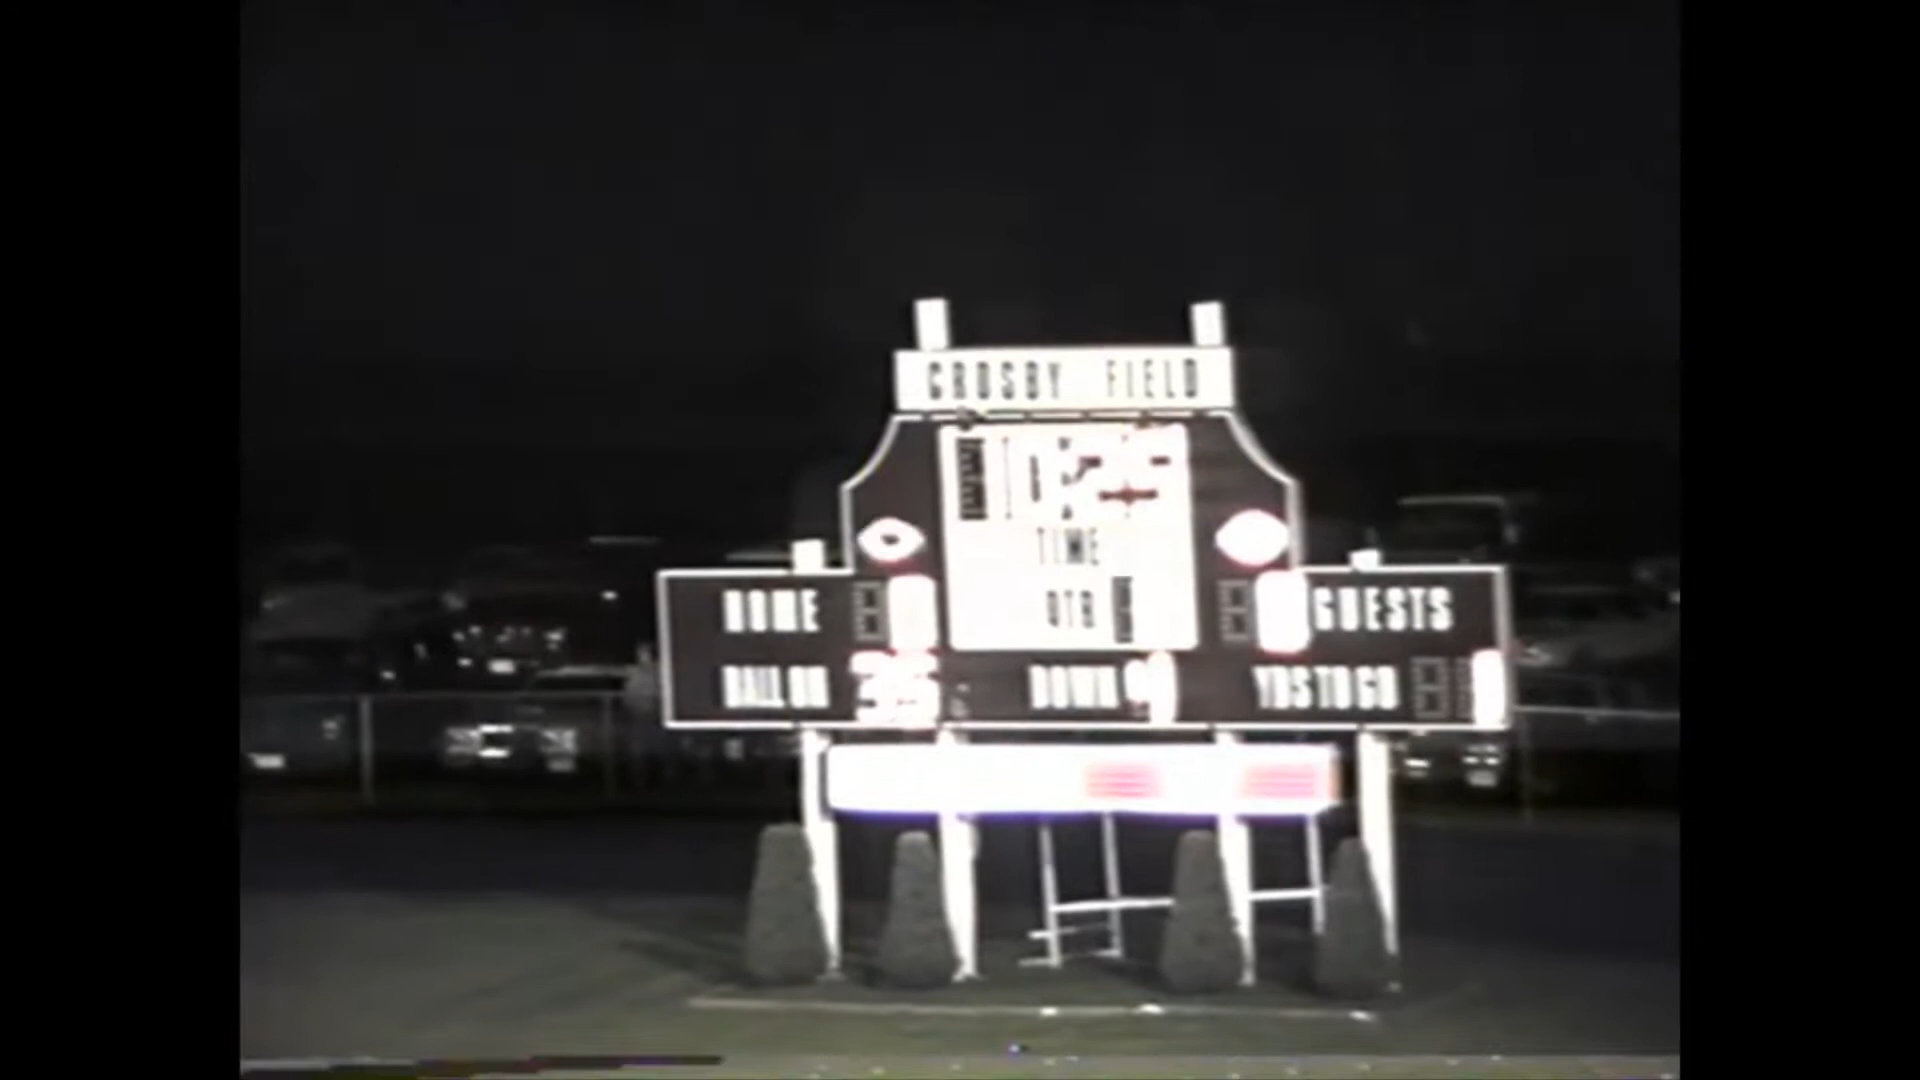 CROSBY FIELD
TIME
QTR
HOME
GUESTS
BALL ON
DOWN
YDS TO GO